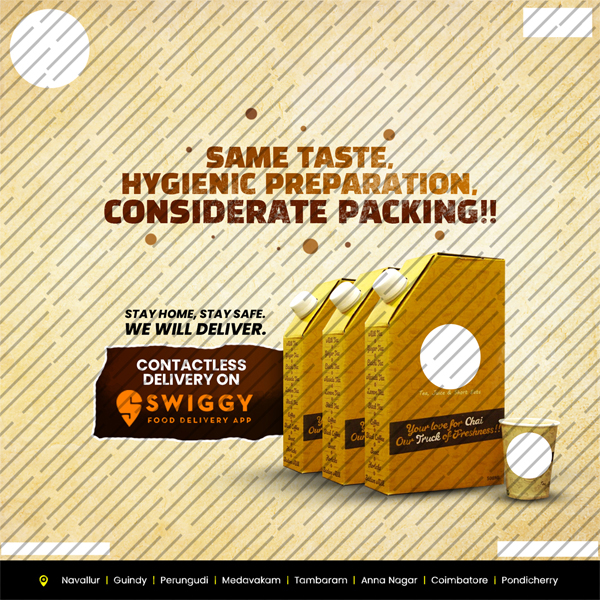 SAME TASTE,
HYGIENIC PREPARATION,
CONSIDERATE PACKING!!
STAY HOME, STAY SAFE.
WE WILL DELIVER.
CONTACTLESS
DELIVERY ON
SWIGGY
FOOD DELIVERY APP
Your love for Chai
Our Truck of Freshness!!
Navallur | Guindy | Perungudi | Medavakam | Tambaram | Anna Nagar | Coimbatore | Pondicherry